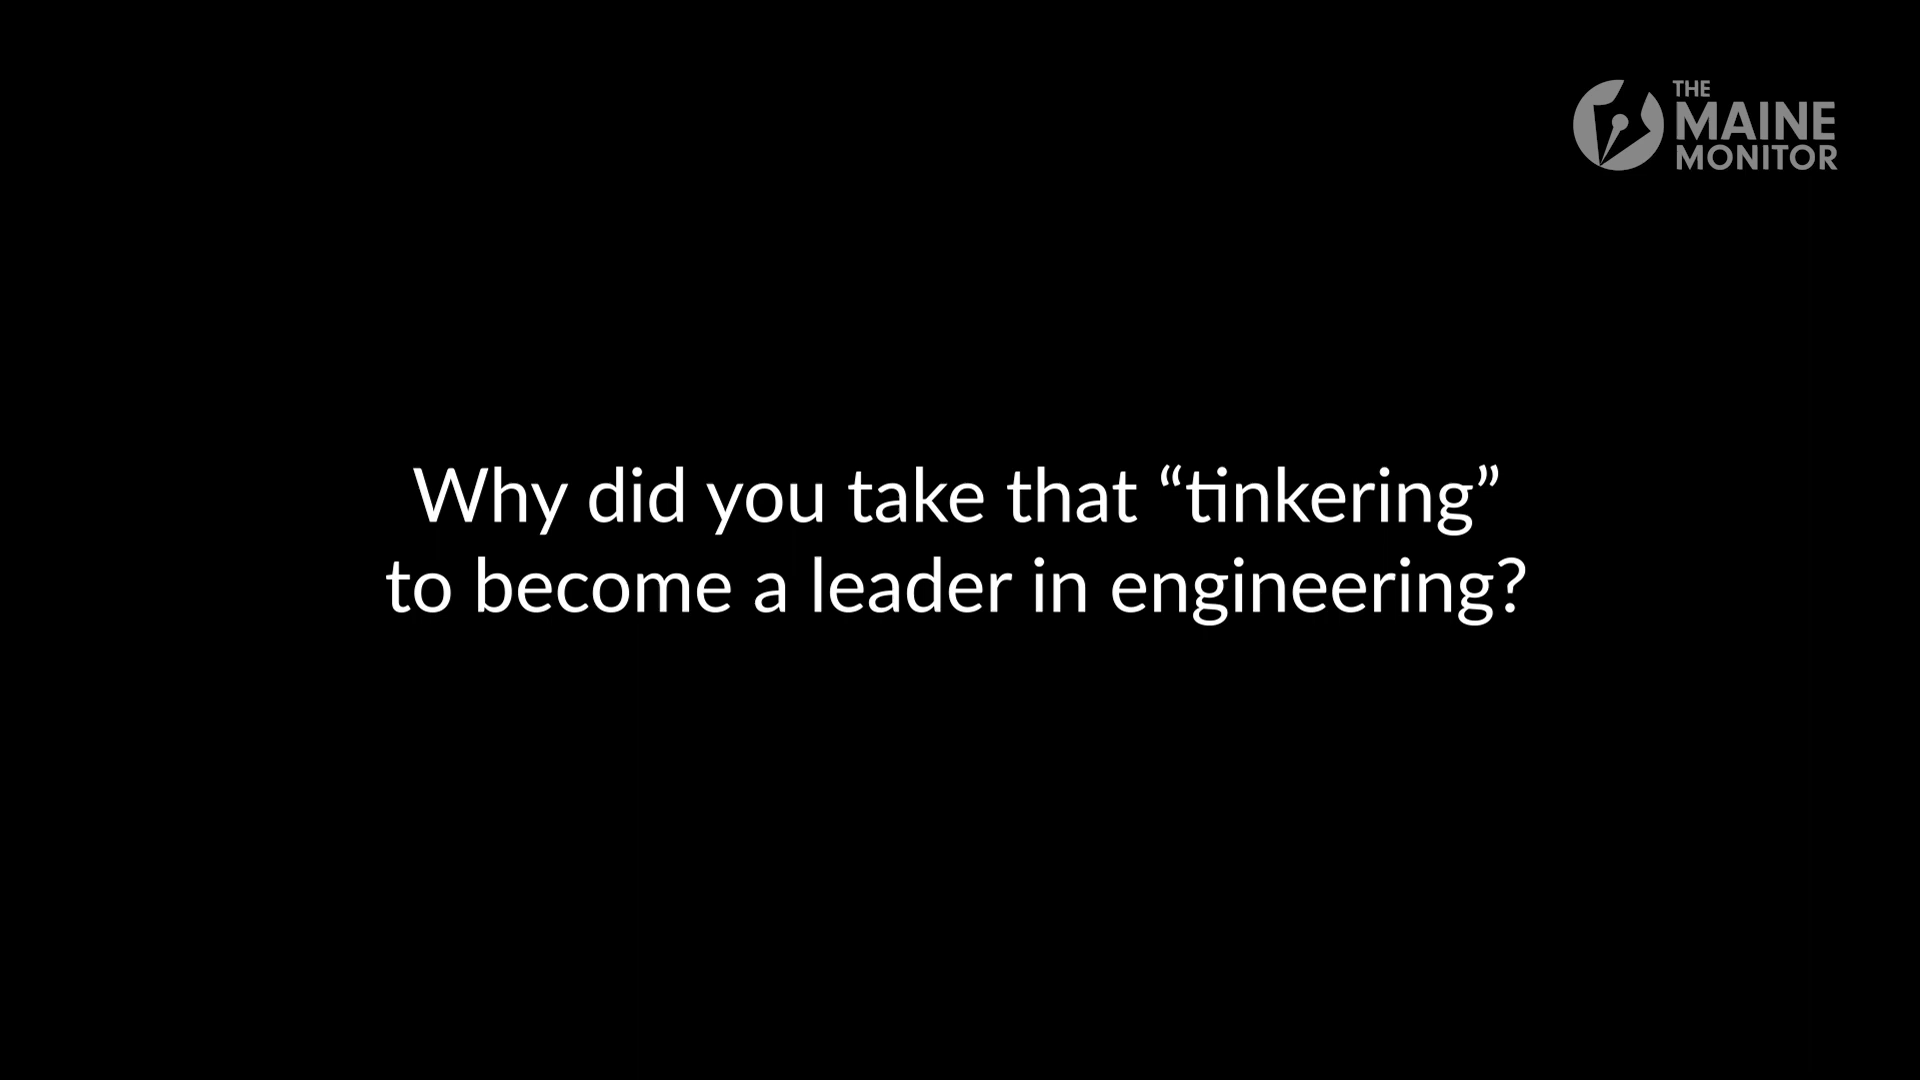 THE
MAINE
MONITOR
Why did you take that “tinkering”
to become a leader in engineering?